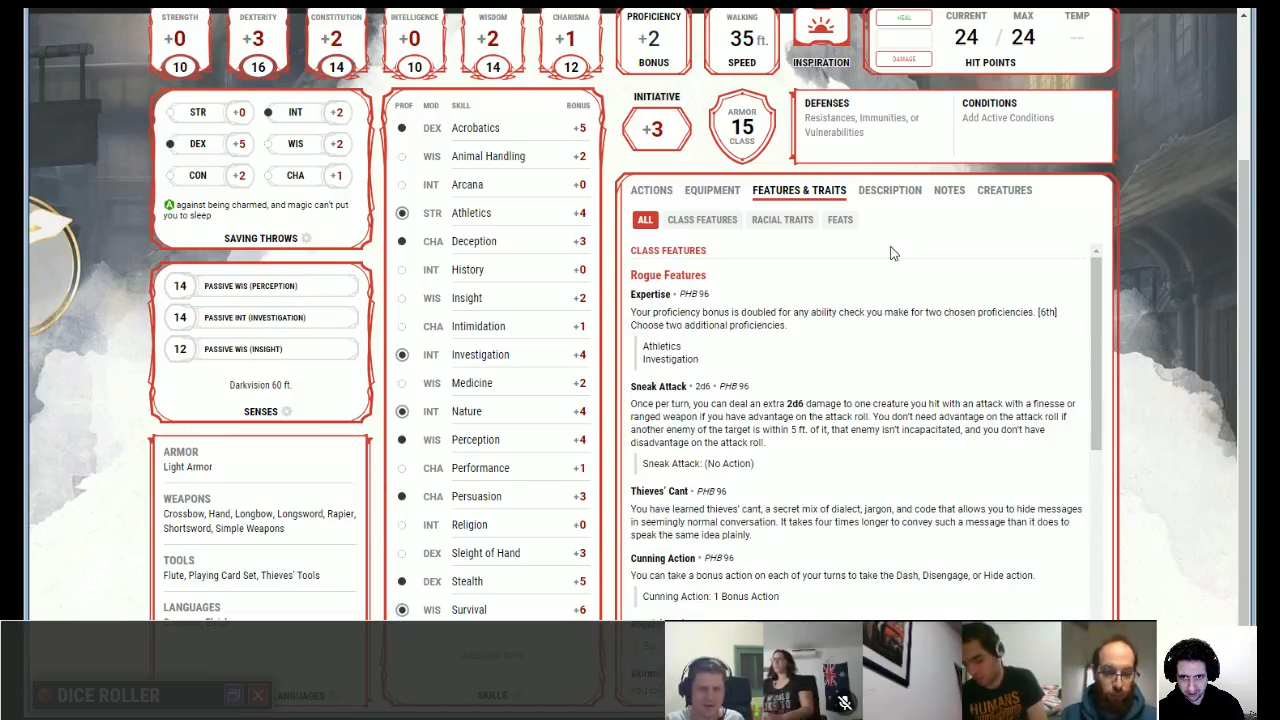 STRENGTH
+0
10
DEXTERITY
+3
16
CONSTITUTION
+2
14
INTELLIGENCE
+0
10
WISDOM
+2
14
CHARISMA
+1
12
PROFICIENCY
+2
BONUS
WALKING
35 ft.
SPEED
INSPIRATION
HEAL
DAMAGE
CURRENT
24
/
MAX
24
TEMP
--
HIT POINTS
STR +0
INT +2
DEX +5
WIS +2
CON +2
CHA +1
A against being charmed, and magic can't put
you to sleep
SAVING THROWS
14 PASSIVE WIS (PERCEPTION)
14 PASSIVE INT (INVESTIGATION)
12 PASSIVE WIS (INSIGHT)
Darkvision 60 ft.
SENSES
ARMOR
Light Armor
WEAPONS
Crossbow, Hand, Longbow, Longsword, Rapier,
Shortsword, Simple Weapons
TOOLS
Flute, Playing Card Set, Thieves' Tools
LANGUAGES
PROF MOD SKILL BONUS
DEX Acrobatics +5
WIS Animal Handling +2
INT Arcana +0
STR Athletics +4
CHA Deception +3
INT History +0
WIS Insight +2
CHA Intimidation +1
INT Investigation +4
WIS Medicine +2
INT Nature +4
WIS Perception +4
CHA Performance +1
CHA Persuasion +3
INT Religion +0
DEX Sleight of Hand +3
DEX Stealth +5
WIS Survival +6
Additional Skills
SKILLS
INITIATIVE
+3
ARMOR
15
CLASS
DEFENSES
Resistances, Immunities, or
Vulnerabilities
CONDITIONS
Add Active Conditions
ACTIONS EQUIPMENT FEATURES & TRAITS DESCRIPTION NOTES CREATURES
ALL CLASS FEATURES RACIAL TRAITS FEATS
CLASS FEATURES
Rogue Features
Expertise • PHB 96
Your proficiency bonus is doubled for any ability check you make for two chosen proficiencies. [6th]
Choose two additional proficiencies.
Athletics
Investigation
Sneak Attack • 2d6 • PHB 96
Once per turn, you can deal an extra 2d6 damage to one creature you hit with an attack with a finesse or
ranged weapon if you have advantage on the attack roll. You don't need advantage on the attack roll if
another enemy of the target is within 5 ft. of it, that enemy isn't incapacitated, and you don't have
disadvantage on the attack roll.
Sneak Attack: (No Action)
Thieves' Cant • PHB 96
You have learned thieves' cant, a secret mix of dialect, jargon, and code that allows you to hide messages
in seemingly normal conversation. It takes four times longer to convey such a message than it does to
speak the same idea plainly.
Cunning Action • PHB 96
You can take a bonus action on each of your turns to take the Dash, Disengage, or Hide action.
Cunning Action: 1 Bonus Action
DICE ROLLER
ANGUAGES
HUMANS